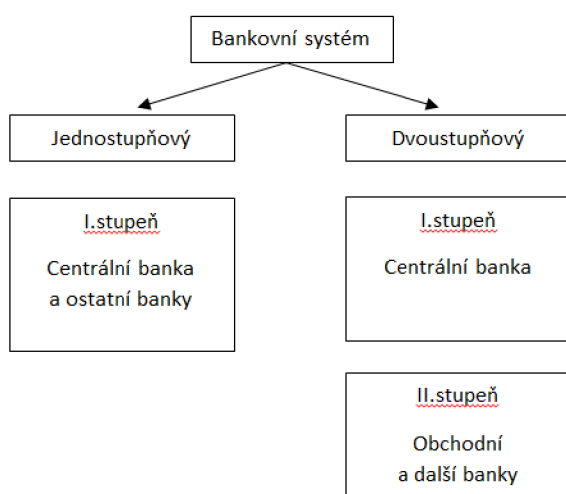 Bankovní systém
Jednostupňový
Dvoustupňový
I.stupeň
Centrální banka
a ostatní banky
I.stupeň
Centrální banka
II.stupeň
Obchodní
a další banky